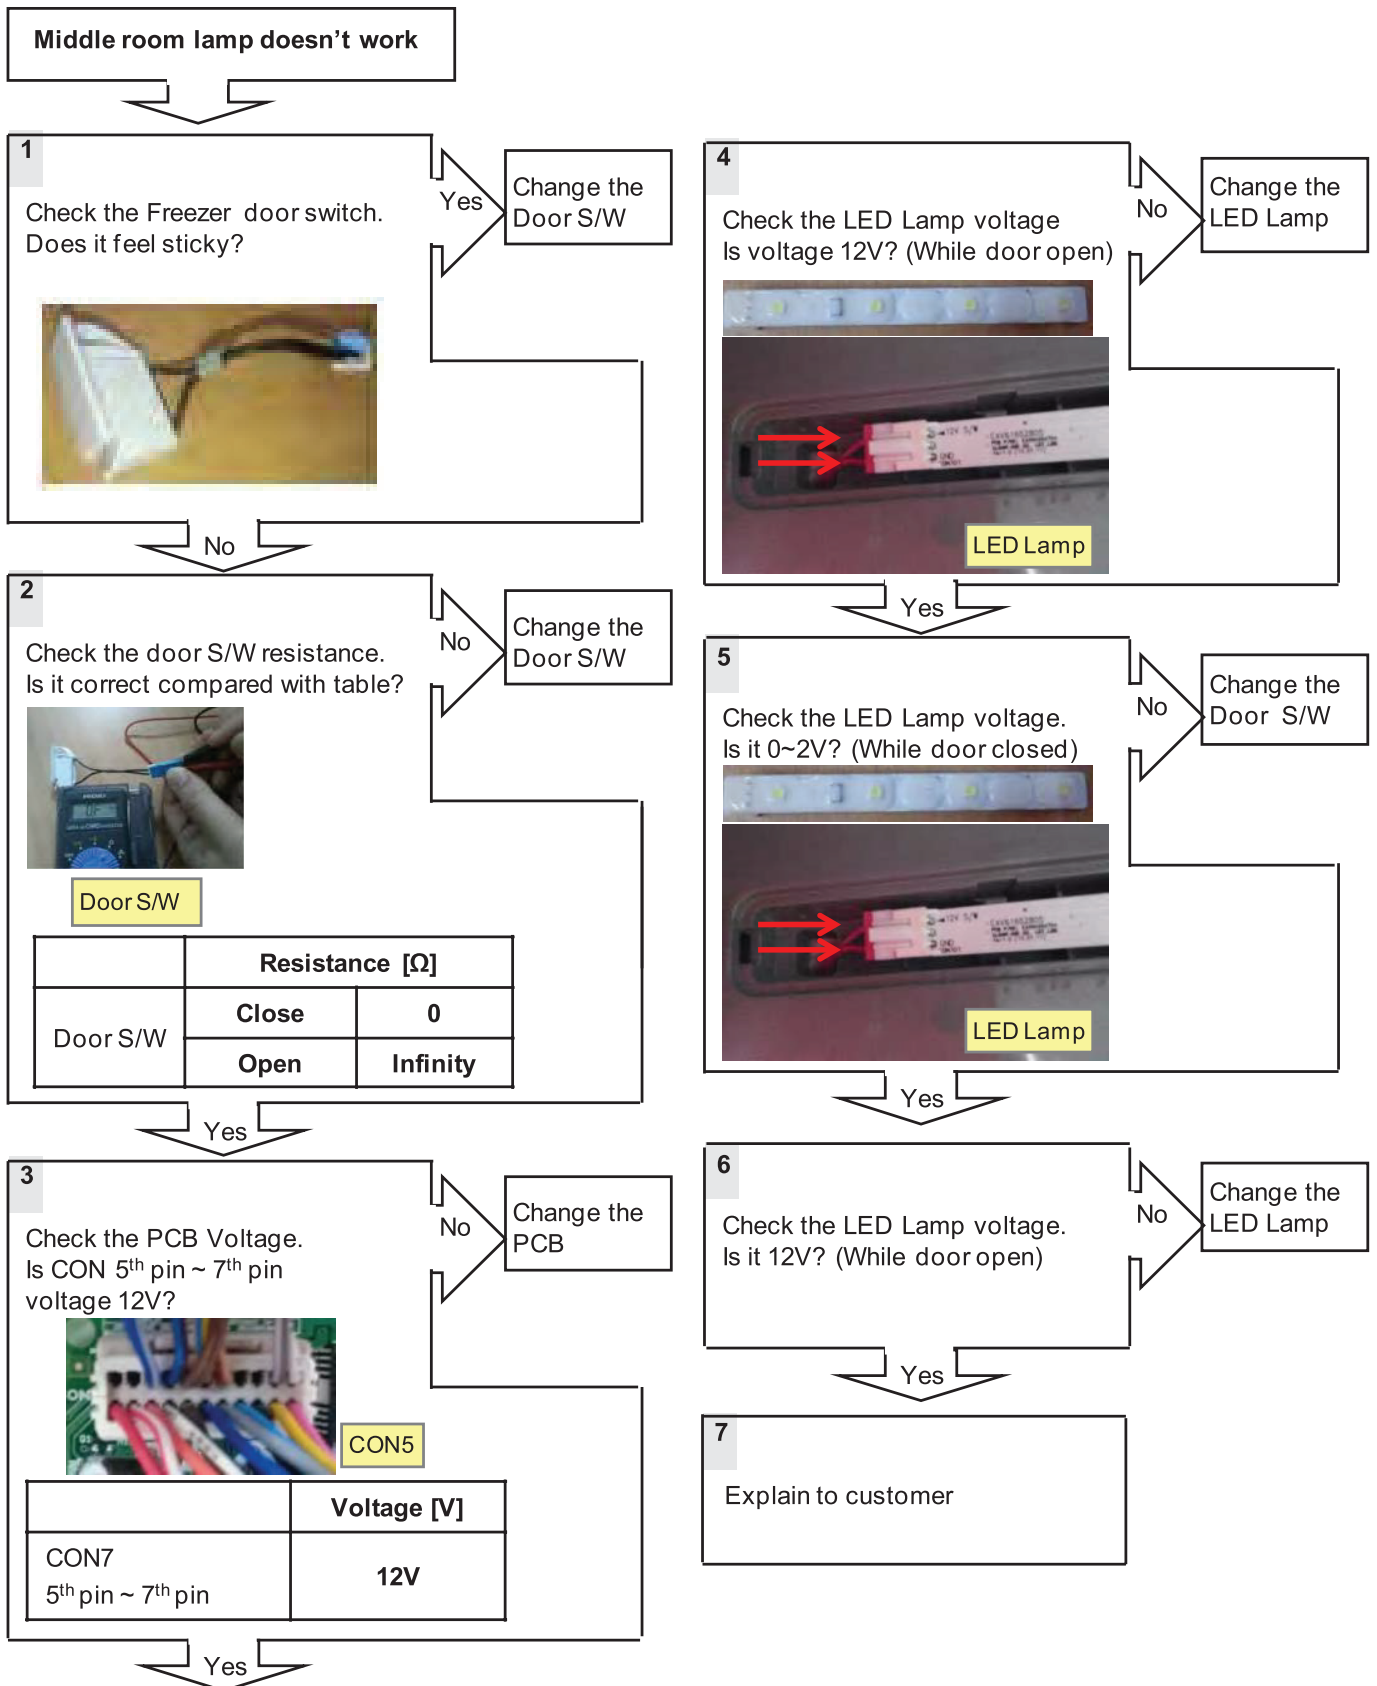 Middle room lamp doesn't work
1
Check the Freezer door switch.
Does it feel sticky?
Yes
Change the
Door S/W
No
2
Check the door S/W resistance.
Is it correct compared with table?
No
Change the
Door S/W
Door S/W
Resistance [Ω]
Door S/W
Close
0
Open
Infinity
Yes
3
Check the PCB Voltage.
Is CON 5th pin ~ 7th pin
voltage 12V?
No
Change the
PCB
CON5
Voltage [V]
CON7
5th pin ~ 7th pin
12V
Yes
4
Check the LED Lamp voltage
Is voltage 12V? (While door open)
No
Change the
LED Lamp
12V S/W
GND
LED Lamp
Yes
5
Check the LED Lamp voltage.
Is it 0~2V? (While door closed)
No
Change the
Door S/W
12V S/W
GND
LED Lamp
Yes
6
Check the LED Lamp voltage.
Is it 12V? (While door open)
No
Change the
LED Lamp
Yes
7
Explain to customer